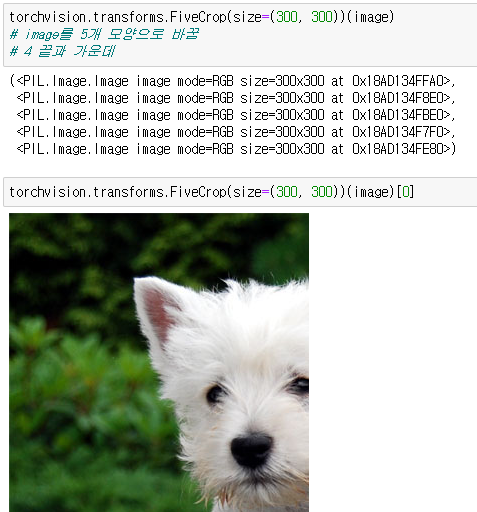 torchvision.transforms.FiveCrop(size=(300, 300))(image)
# image를 5개 모양으로 바꿈
# 4 끝과 가운데
(<PIL.Image.Image image mode=RGB size=300x300 at 0x18AD134FFA0>,
<PIL.Image.Image image mode=RGB size=300x300 at 0x18AD134F8E0>,
<PIL.Image.Image image mode=RGB size=300x300 at 0x18AD134FBE0>,
<PIL.Image.Image image mode=RGB size=300x300 at 0x18AD134F7F0>,
<PIL.Image.Image image mode=RGB size=300x300 at 0x18AD134FE80>)
torchvision.transforms.FiveCrop(size=(300, 300))(image)[0]